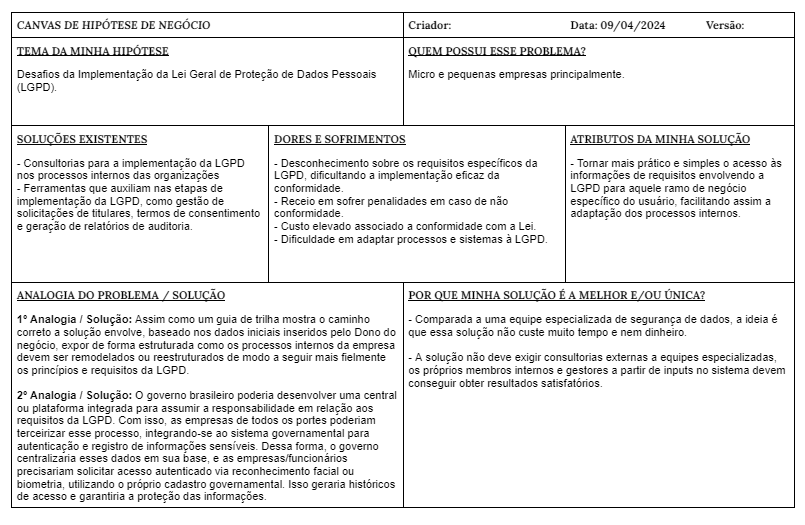 CANVAS DE HIPÓTESE DE NEGÓCIO
Criador:
Data: 09/04/2024
Versão:
TEMA DA MINHA HIPÓTESE
Desafios da Implementação da Lei Geral de Proteção de Dados Pessoais
(LGPD).
QUEM POSSUI ESSE PROBLEMA?
Micro e pequenas empresas principalmente.
SOLUÇÕES EXISTENTES
- Consultorias para a implementação da LGPD
nos processos internos das organizações
- Ferramentas que auxiliam nas etapas de
implementação da LGPD, como gestão de
solicitações de titulares, termos de consentimento
e geração de relatórios de auditoria.
DORES E SOFRIMENTOS
- Desconhecimento sobre os requisitos específicos da
LGPD, dificultando a implementação eficaz da
conformidade.
- Receio em sofrer penalidades em caso de não
conformidade.
- Custo elevado associado a conformidade com a Lei.
- Dificuldade em adaptar processos e sistemas à LGPD.
ATRIBUTOS DA MINHA SOLUÇÃO
- Tornar mais prático e simples o acesso às
informações de requisitos envolvendo a
LGPD para aquele ramo de negócio
específico do usuário, facilitando assim a
adaptação dos processos internos.
ANALOGIA DO PROBLEMA / SOLUÇÃO
1º Analogia / Solução: Assim como um guia de trilha mostra o caminho
correto a solução envolve, baseado nos dados iniciais inseridos pelo Dono do
negócio, expor de forma estruturada como os processos internos da empresa
devem ser remodelados ou reestruturados de modo a seguir mais fielmente
os princípios e requisitos da LGPD.
2º Analogia / Solução: O governo brasileiro poderia desenvolver uma central
ou plataforma integrada para assumir a responsabilidade em relação aos
requisitos da LGPD. Com isso, as empresas de todos os portes poderiam
terceirizar esse processo, integrando-se ao sistema governamental para
autenticação e registro de informações sensíveis. Dessa forma, o governo
centralizaria esses dados em sua base, e as empresas/funcionários
precisariam solicitar acesso autenticado via reconhecimento facial ou
biometria, utilizando o próprio cadastro governamental. Isso geraria históricos
de acesso e garantiria a proteção das informações.
POR QUE MINHA SOLUÇÃO É A MELHOR E/OU ÚNICA?
- Comparada a uma equipe especializada de segurança de dados, a ideia é
que essa solução não custe muito tempo e nem dinheiro.
- A solução não deve exigir consultorias externas a equipes especializadas,
os próprios membros internos e gestores a partir de inputs no sistema devem
conseguir obter resultados satisfatórios.